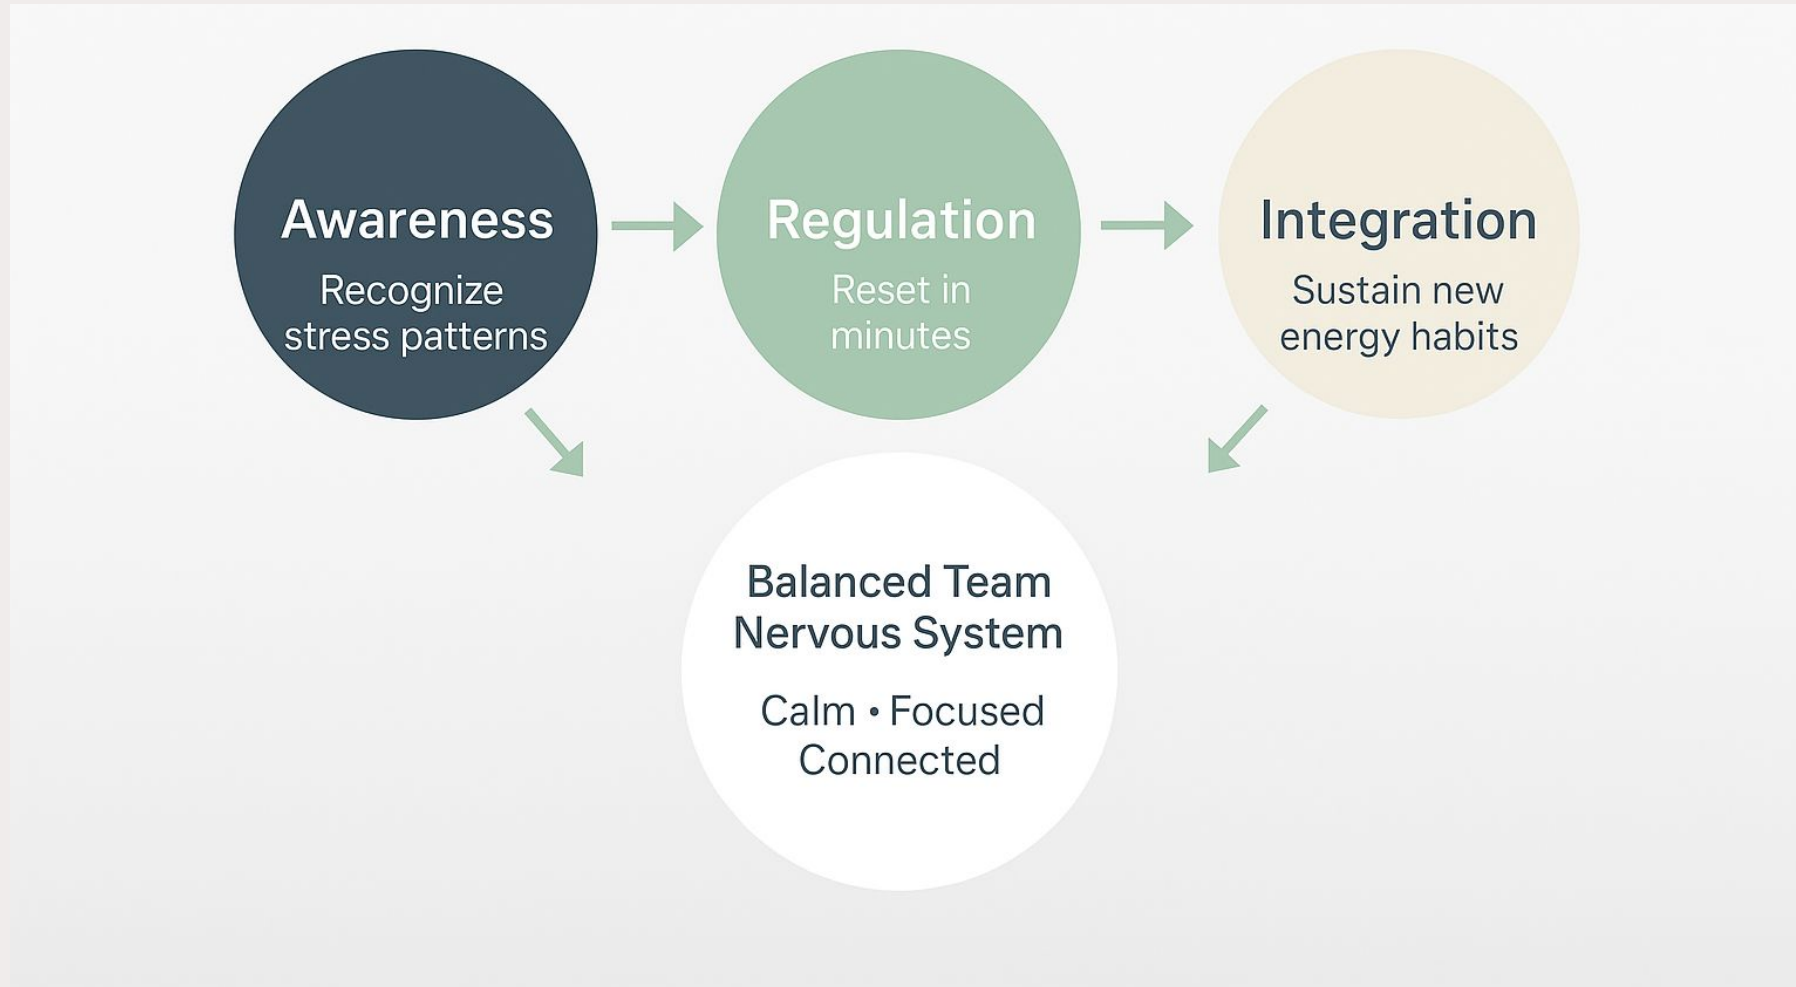 Awareness
Recognize
stress patterns
Regulation
Reset in
minutes
Integration
Sustain new
energy habits
Balanced Team
Nervous System
Calm • Focused
Connected